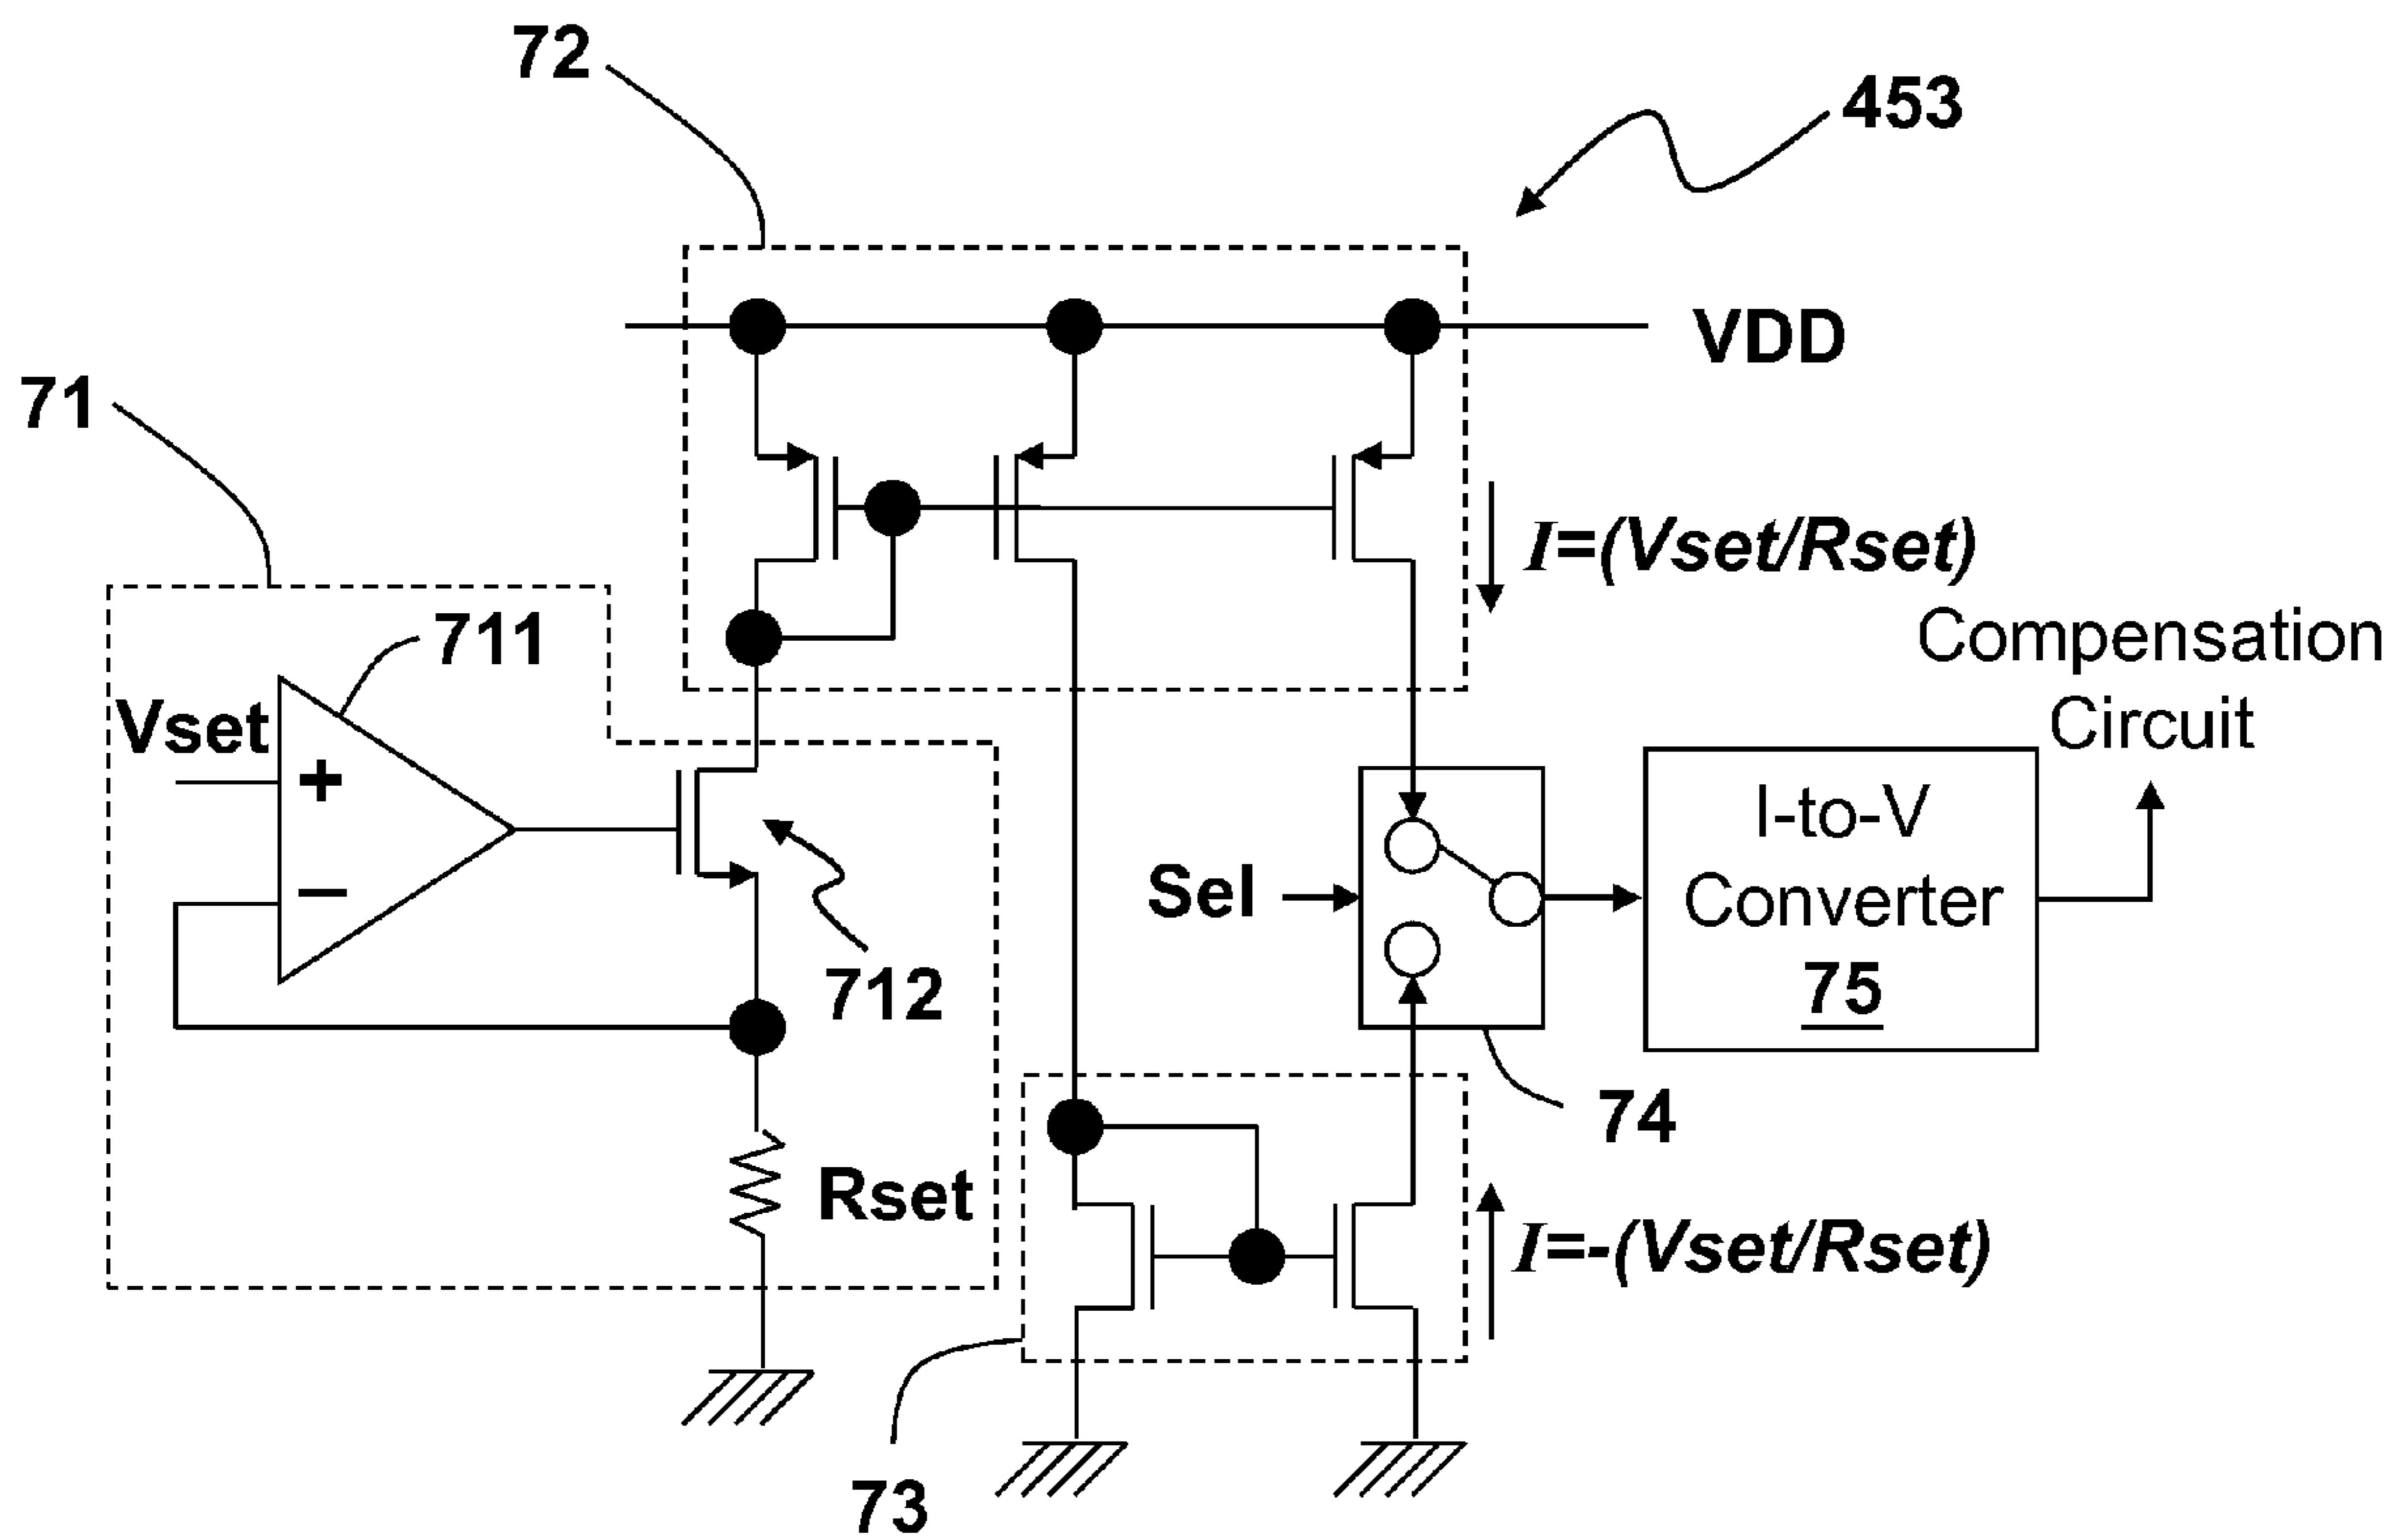 72
453
VDD
71
I=(Vset/Rset)
711
Compensation
Circuit
Vset
+
−
I-to-V
Converter
75
Sel
712
74
Rset
I=-(Vset/Rset)
73